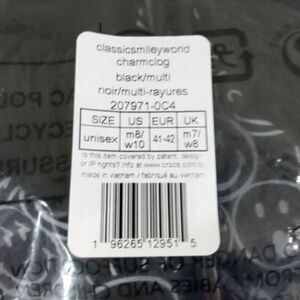 classicsmileyworld
charmclog
black/multi
noir/multi-rayures
207971-0C4
SIZE US EUR UK
unisex m8/ w10 41-42 m7/ w8
is this item covered by patent, design
or IP rights? Info: www.crocs.com/ip
made in vietnam / fabriqué au vietnam
1 96265 12951 5